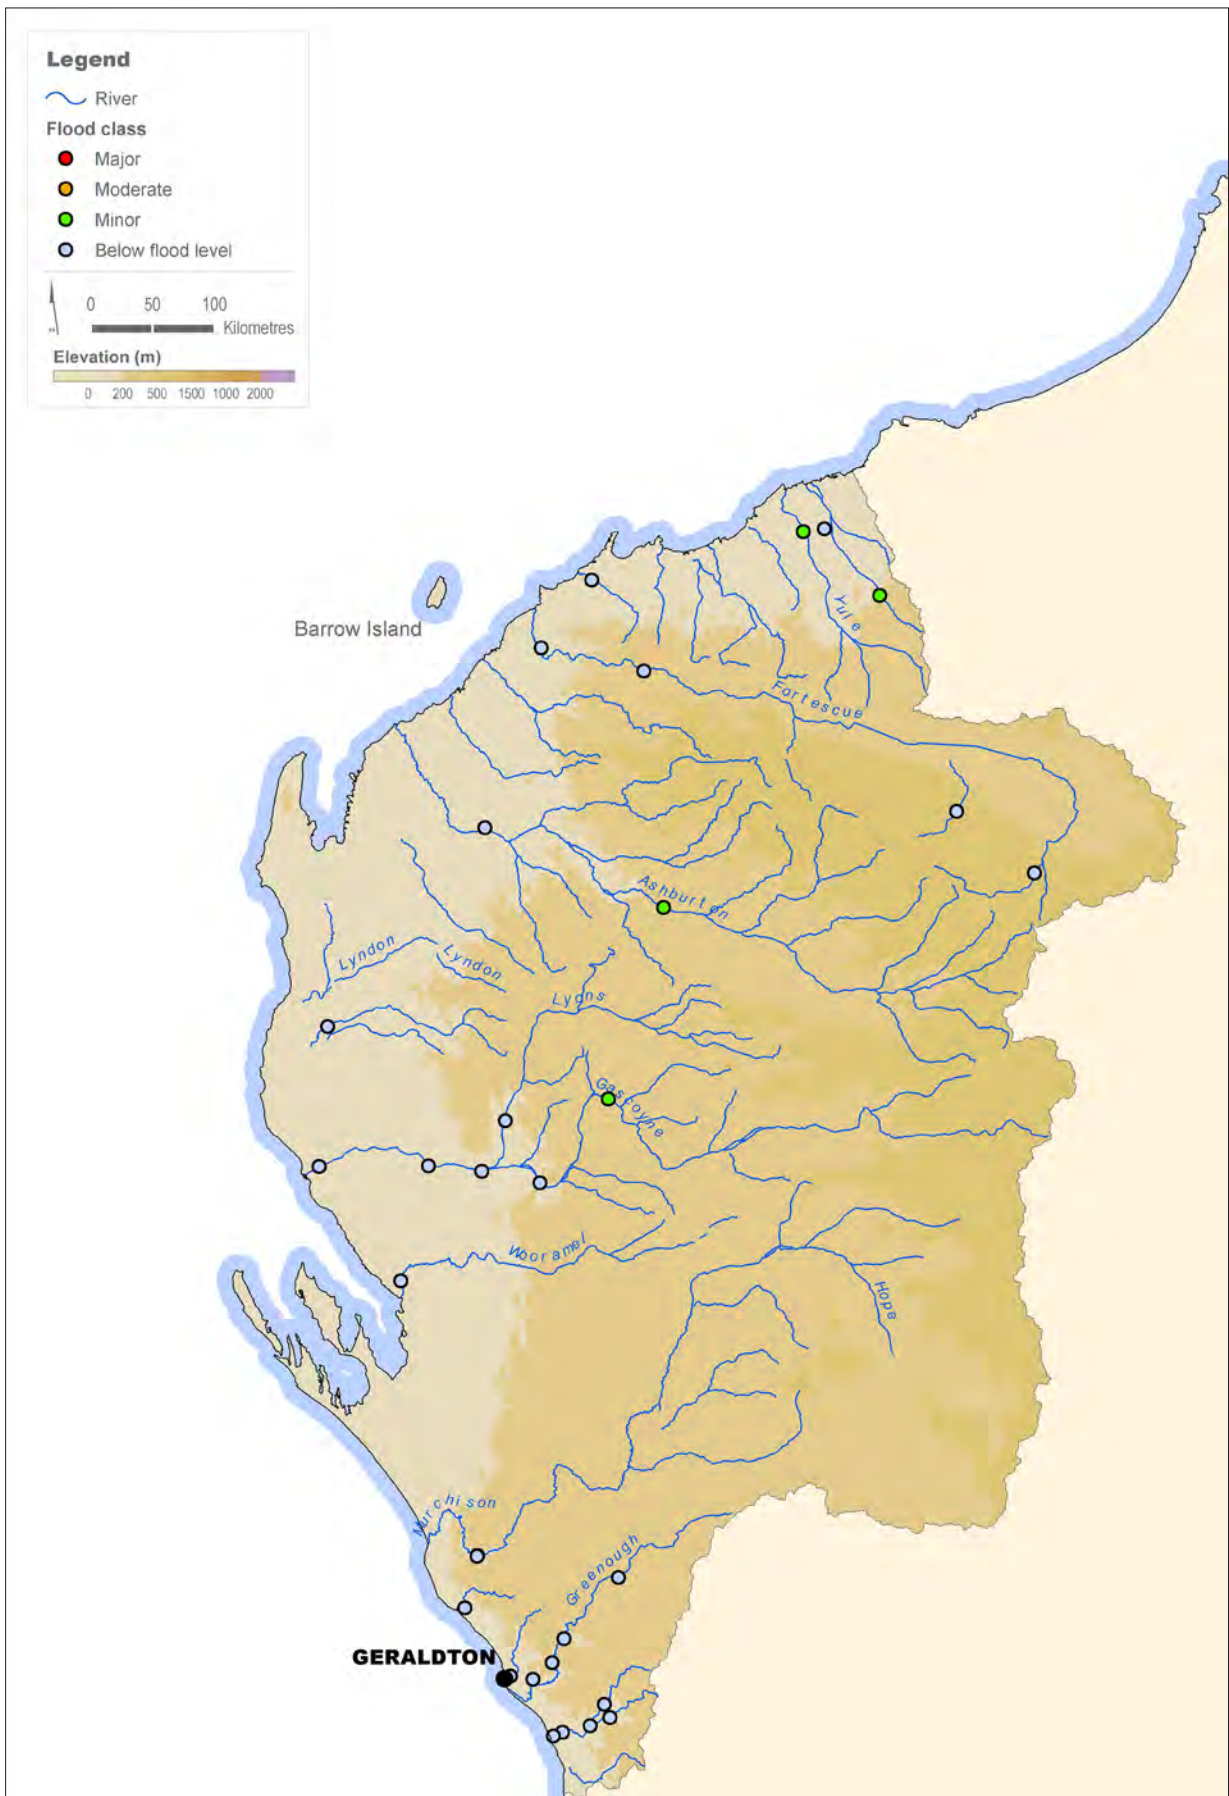 Legend
River
Flood class
Major
Moderate
Minor
Below flood level
0 50 100
Kilometres
Elevation (m)
0 200 500 1500 1000 2000
Barrow Island
Yule
Fortescue
Ashburton
Lyndon
Lyndon
Lyons
Gascoyne
Wooramel
Hope
Murchison
Greenough
GERALDTON